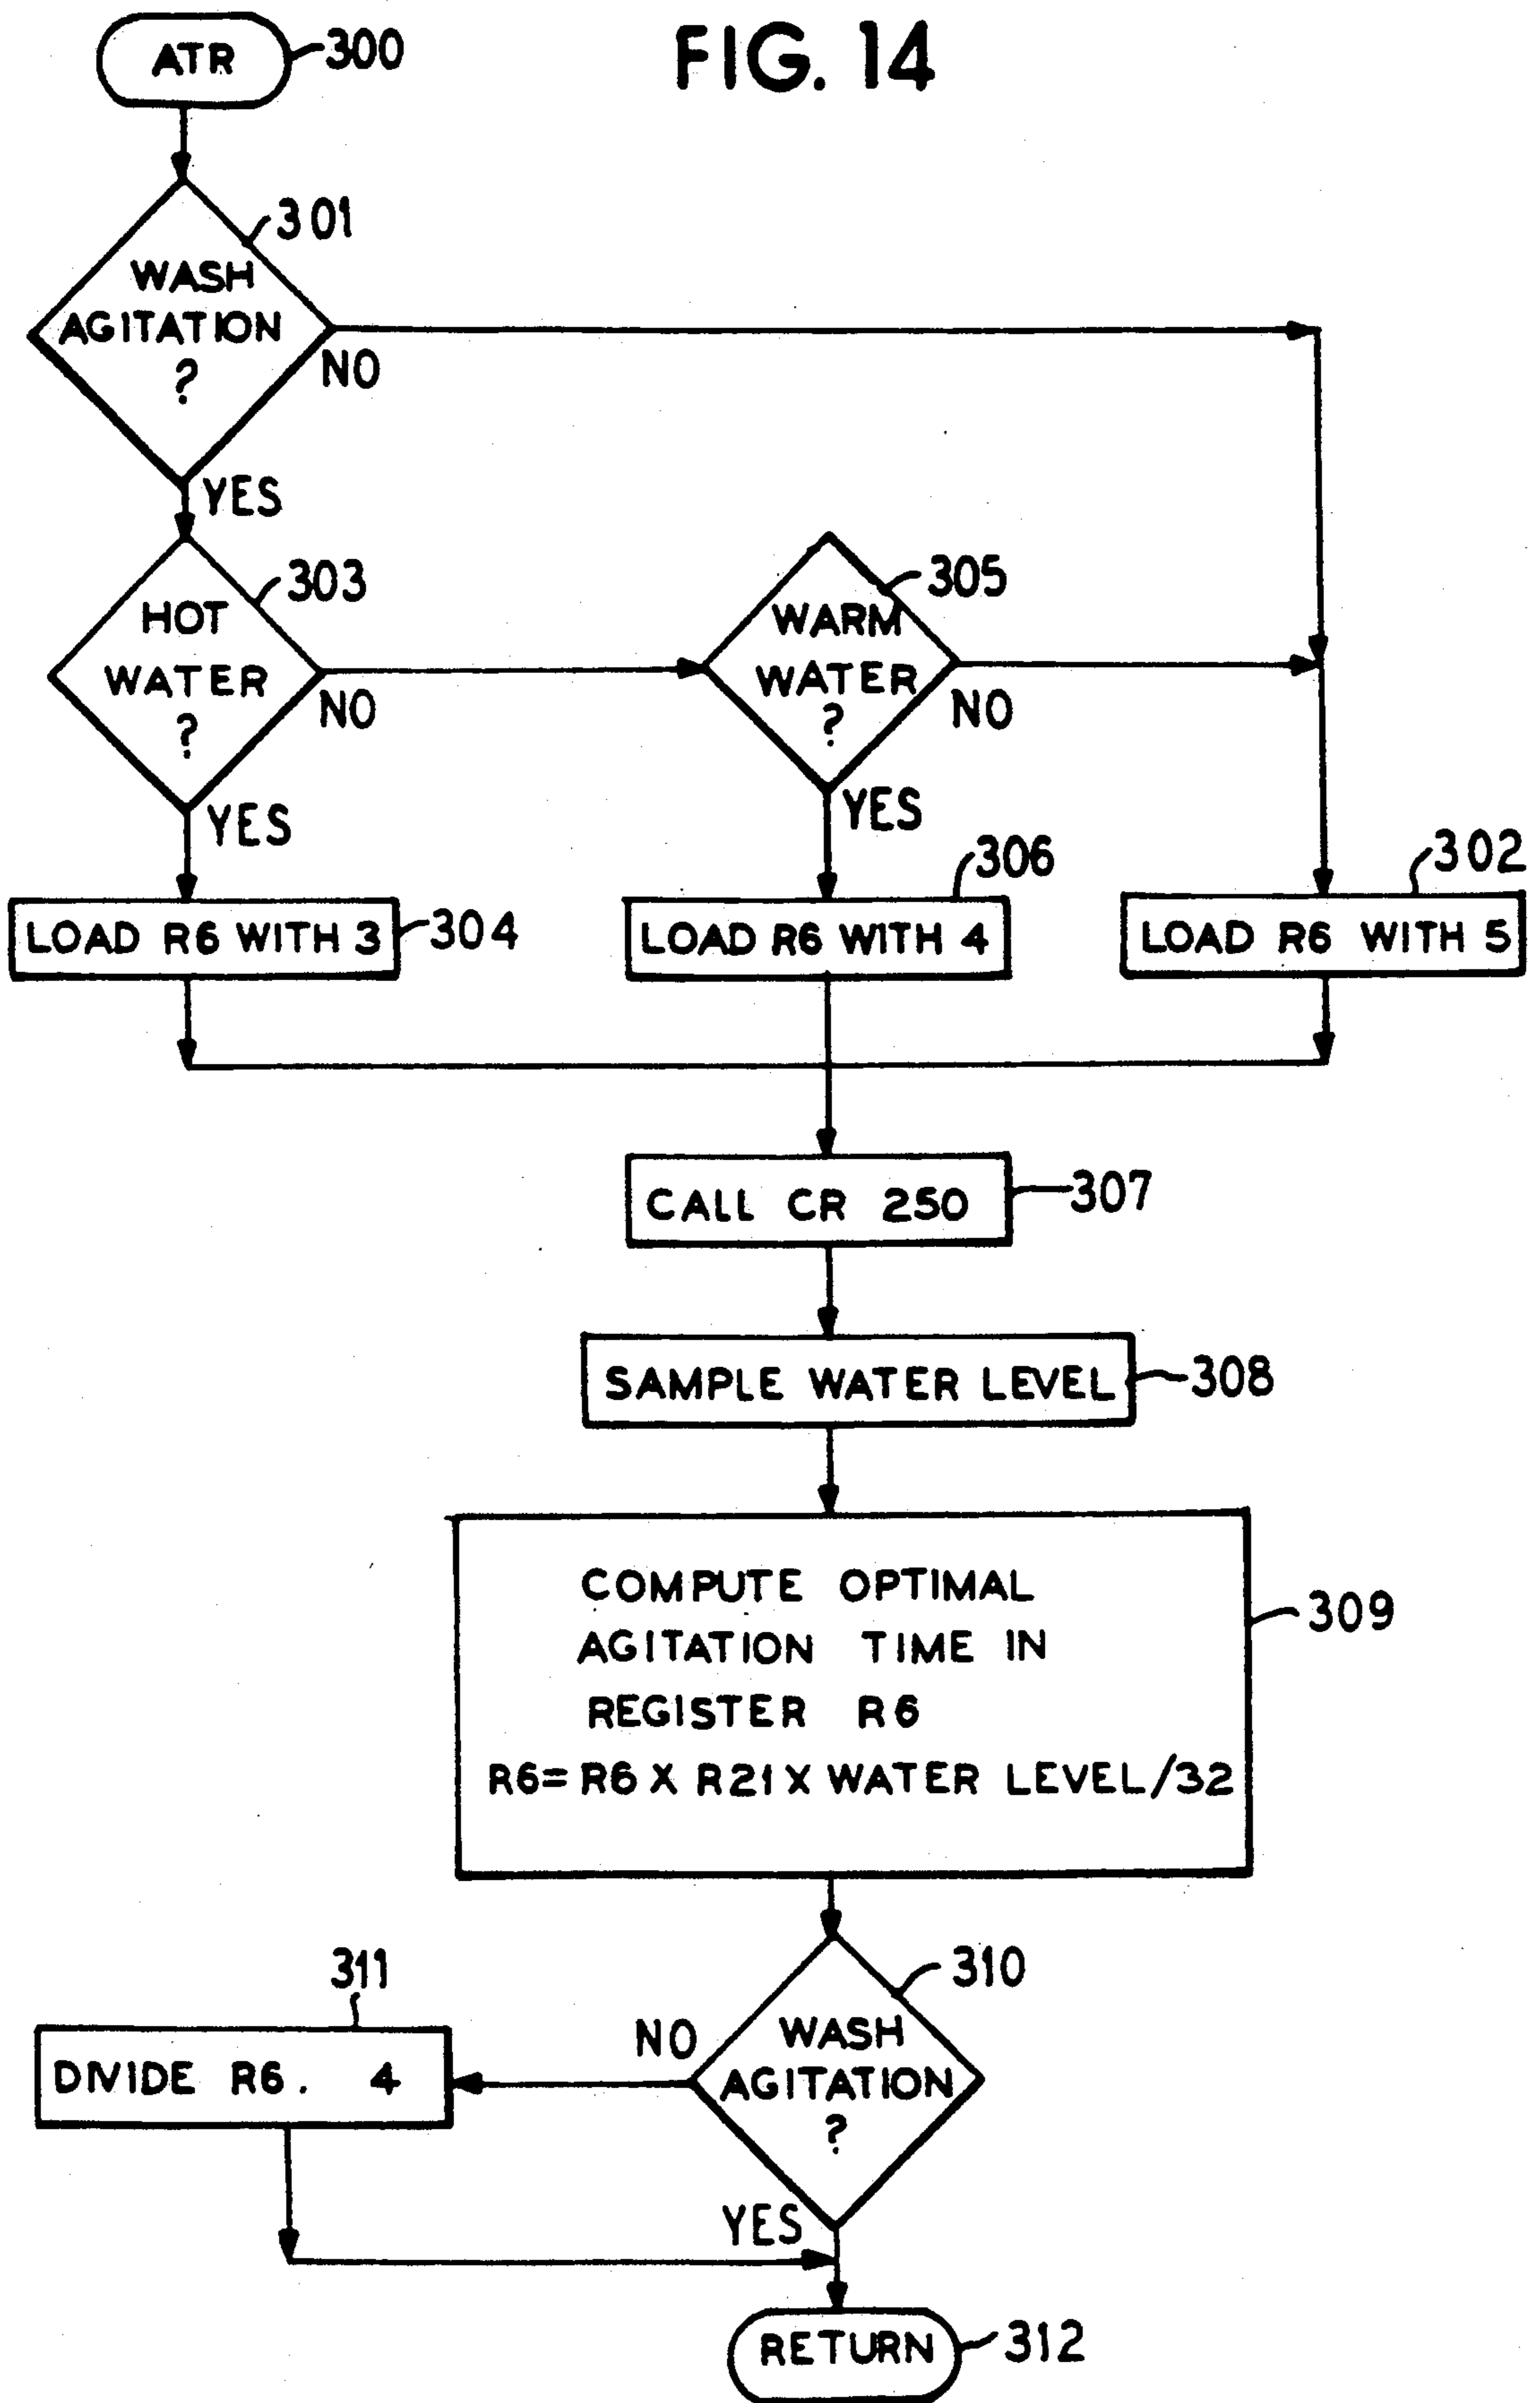 FIG. 14
ATR
300
301
WASH
AGITATION
?
NO
YES
303
HOT
WATER
?
NO
YES
305
WARM
WATER
?
NO
YES
LOAD R6 WITH 3
304
306
LOAD R6 WITH 4
302
LOAD R6 WITH 5
CALL CR 250
307
SAMPLE WATER LEVEL
308
COMPUTE OPTIMAL
AGITATION TIME IN
REGISTER R6
R6=R6 X R21 X WATER LEVEL/32
309
310
WASH
AGITATION
?
NO
YES
311
DIVIDE R6. 4
RETURN
312